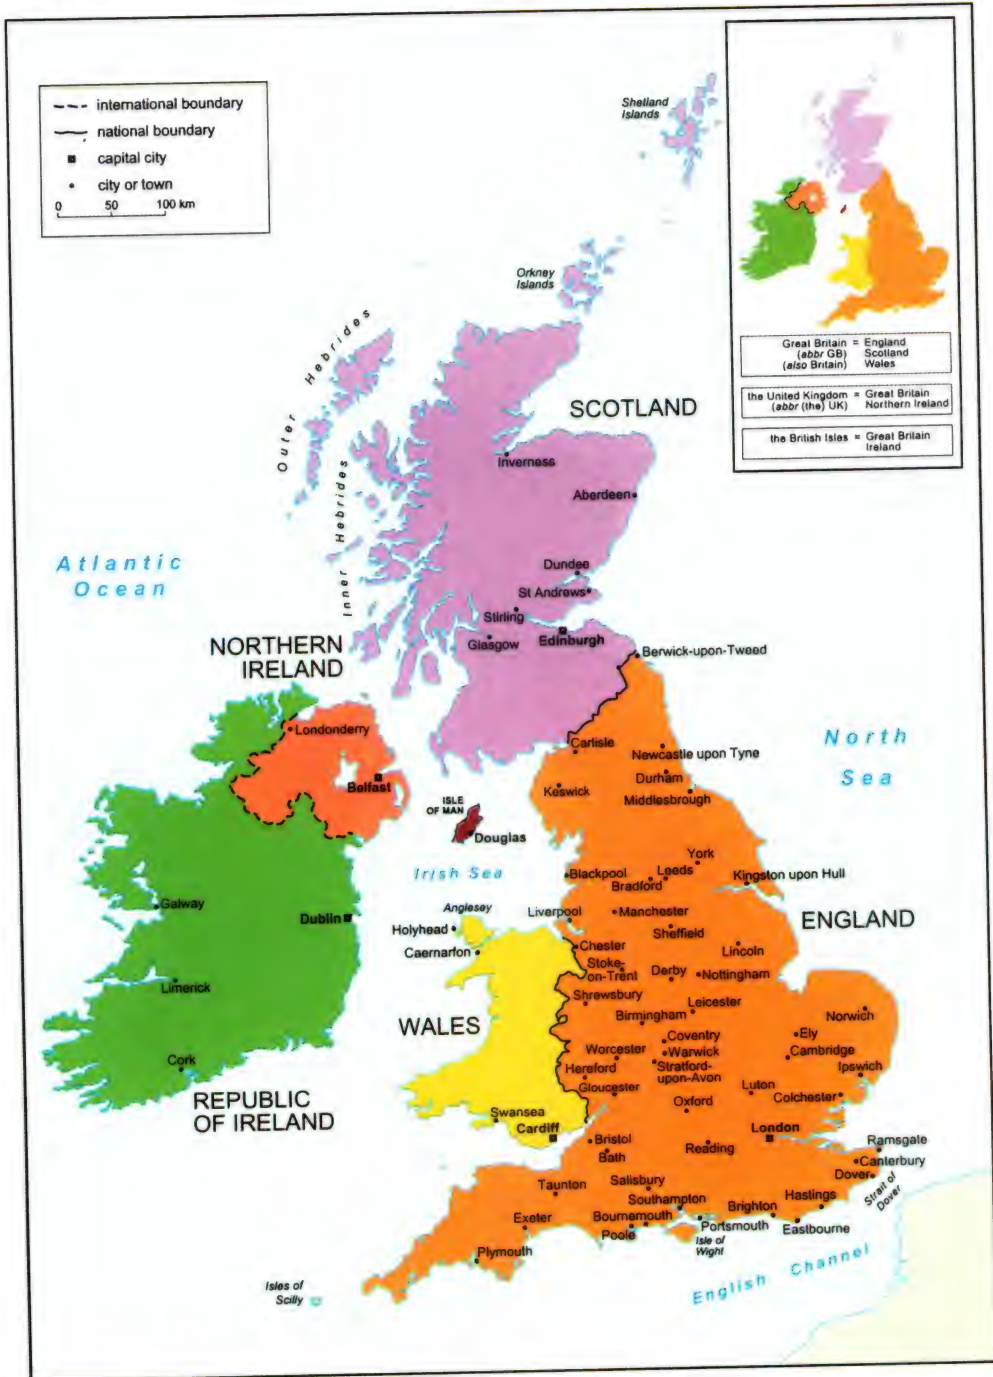 international boundary
national boundary
capital city
city or town
0 50 100 km
Shetland
Islands
Orkney
Islands
Outer Hebrides
Inner Hebrides
SCOTLAND
Inverness
Aberdeen
Dundee
St Andrews
Stirling
Glasgow
Edinburgh
Atlantic
Ocean
NORTHERN
IRELAND
Londonderry
Belfast
Berwick-upon-Tweed
Carlisle
Newcastle upon Tyne
Durham
Keswick
Middlesbrough
North
Sea
ISLE
OF MAN
Douglas
Irish Sea
York
Blackpool
Leeds
Bradford
Kingston upon Hull
Galway
Dublin
Anglesey
Holyhead
Caernarfon
Liverpool
Manchester
Sheffield
ENGLAND
Chester
Lincoln
Stoke-
on-Trent
Derby
Nottingham
Limerick
Shrewsbury
Leicester
Norwich
WALES
Birmingham
Coventry
Ely
Worcester
Warwick
Cambridge
Cork
Hereford
Stratford-
upon-Avon
Ipswich
Gloucester
Luton
Colchester
REPUBLIC
OF IRELAND
Oxford
Swansea
Cardiff
London
Bristol
Bath
Reading
Ramsgate
Canterbury
Dover
Strait of
Dover
Taunton
Salisbury
Southampton
Hastings
Exeter
Bournemouth
Brighton
Poole
Portsmouth
Eastbourne
Isle of
Wight
Plymouth
English Channel
Isles of
Scilly
Great Britain = England
(abbr GB) Scotland
(also Britain) Wales
the United Kingdom = Great Britain
(abbr (the) UK) Northern Ireland
the British Isles = Great Britain
Ireland